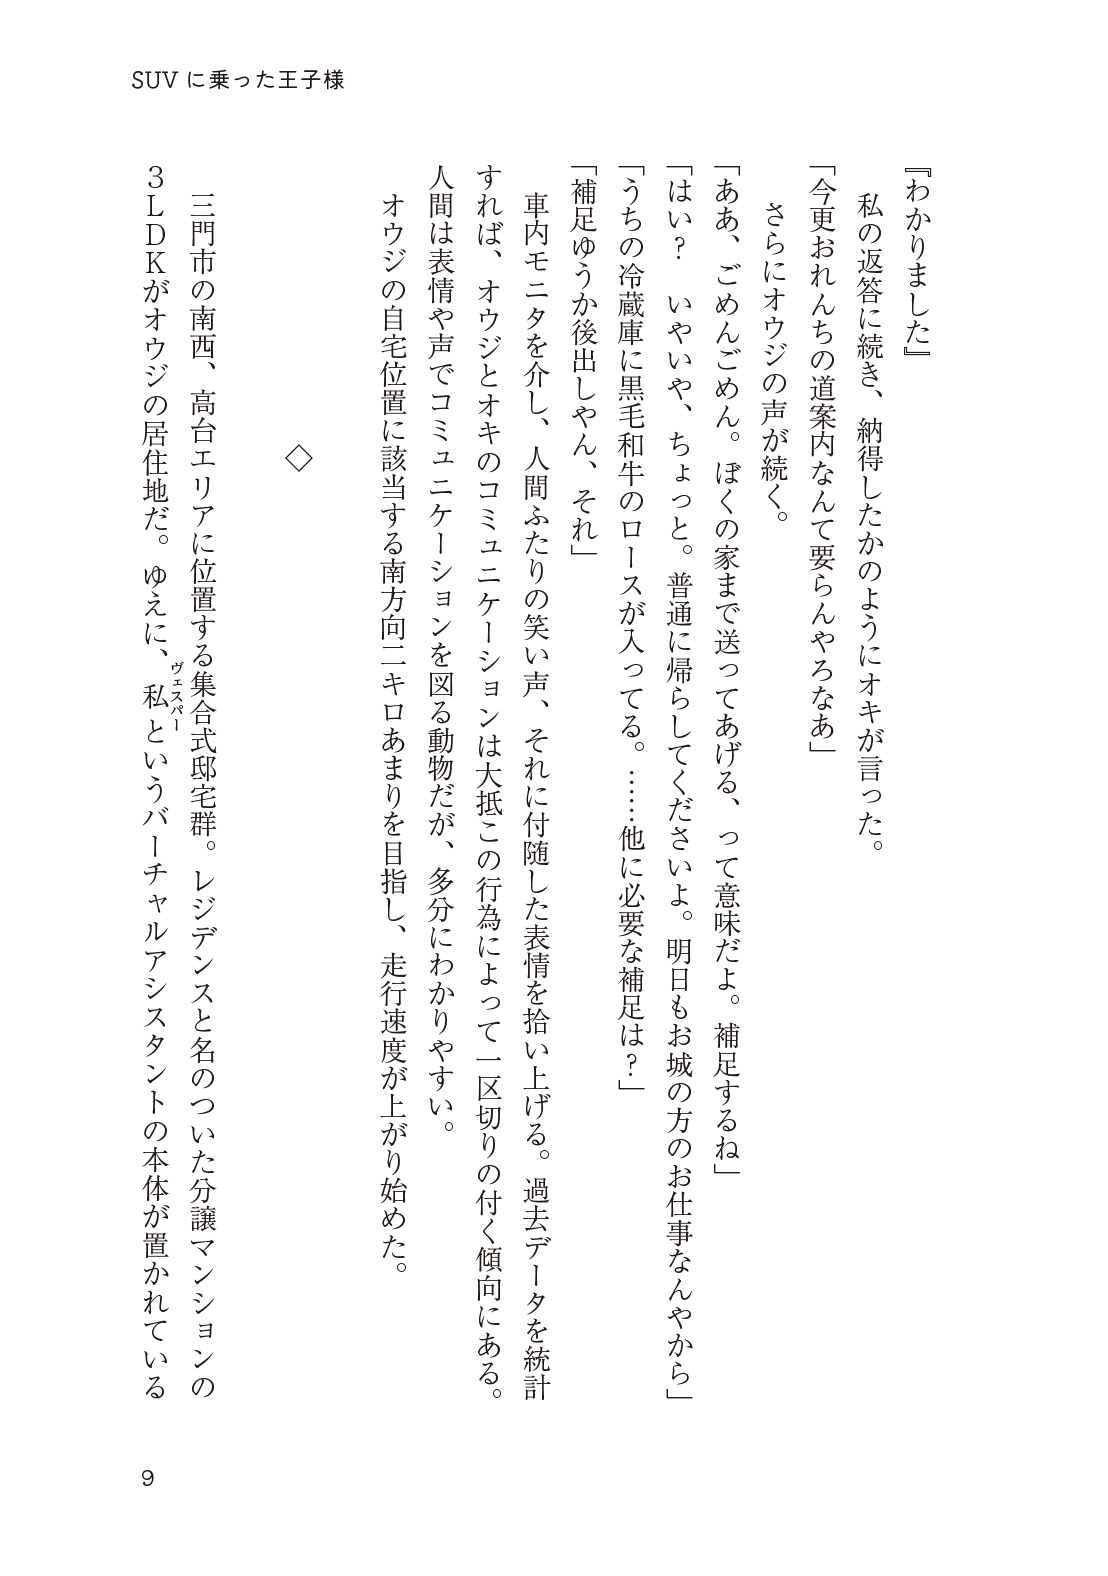 SUVに乗った王子様
『わかりました』
　私の返答に続き、納得したかのようにオキが言った。
「今更おれんちの道案内なんて要らんやろなあ」
　さらにオウジの声が続く。
「ああ、ごめんごめん。ぼくの家まで送ってあげる、って意味だよ。補足するね」
「はい？　いやいや、ちょっと。普通に帰らしてくださいよ。明日もお城の方のお仕事なんやから」
「うちの冷蔵庫に黒毛和牛のロースが入ってる。……他に必要な補足は？」
「補足ゆうか後出しやん、それ」
　車内モニタを介し、人間ふたりの笑い声、それに付随した表情を拾い上げる。過去データを統計
すれば、オウジとオキのコミュニケーションは大抵この行為によって一区切りの付く傾向にある。
人間は表情や声でコミュニケーションを図る動物だが、多分にわかりやすい。
　オウジの自宅位置に該当する南方向二キロあまりを目指し、走行速度が上がり始めた。
◇
　三門市の南西、高台エリアに位置する集合式邸宅群。レジデンスと名のついた分譲マンションの
ヴェスパー
３ＬＤＫがオウジの居住地だ。ゆえに、私というバーチャルアシスタントの本体が置かれている
9